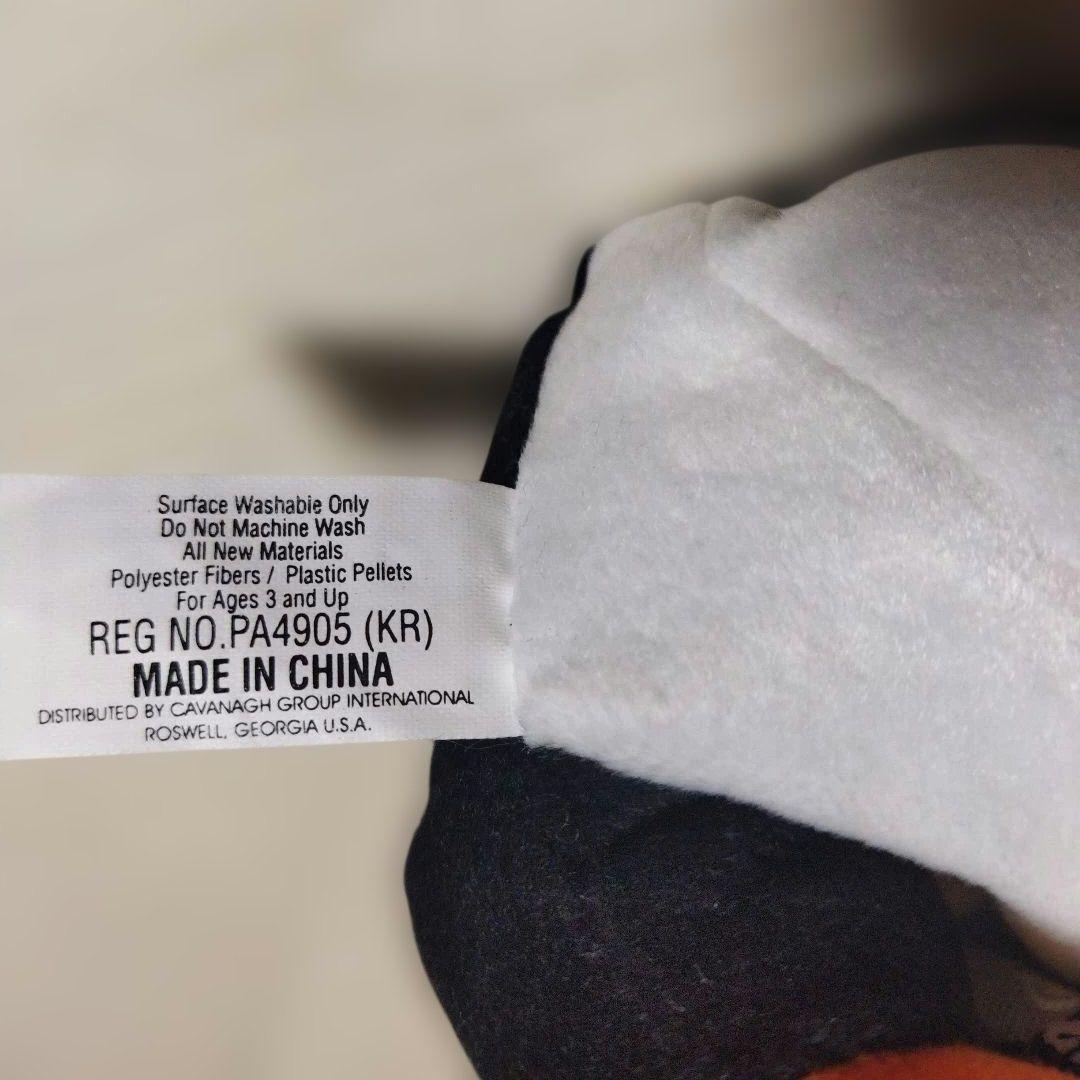 Surface Washable Only
Do Not Machine Wash
All New Materials
Polyester Fibers / Plastic Pellets
For Ages 3 and Up
REG NO.PA4905 (KR)
MADE IN CHINA
DISTRIBUTED BY CAVANAGH GROUP INTERNATIONAL
ROSWELL, GEORGIA U.S.A.